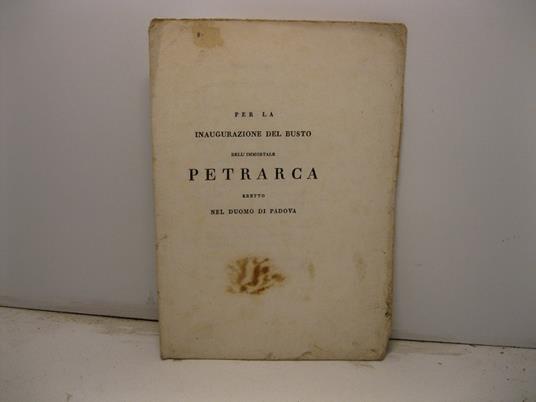 PER LA
INAUGURAZIONE DEL BUSTO
DELL'IMMORTALE
PETRARCA
ERETTO
NEL DUOMO DI PADOVA